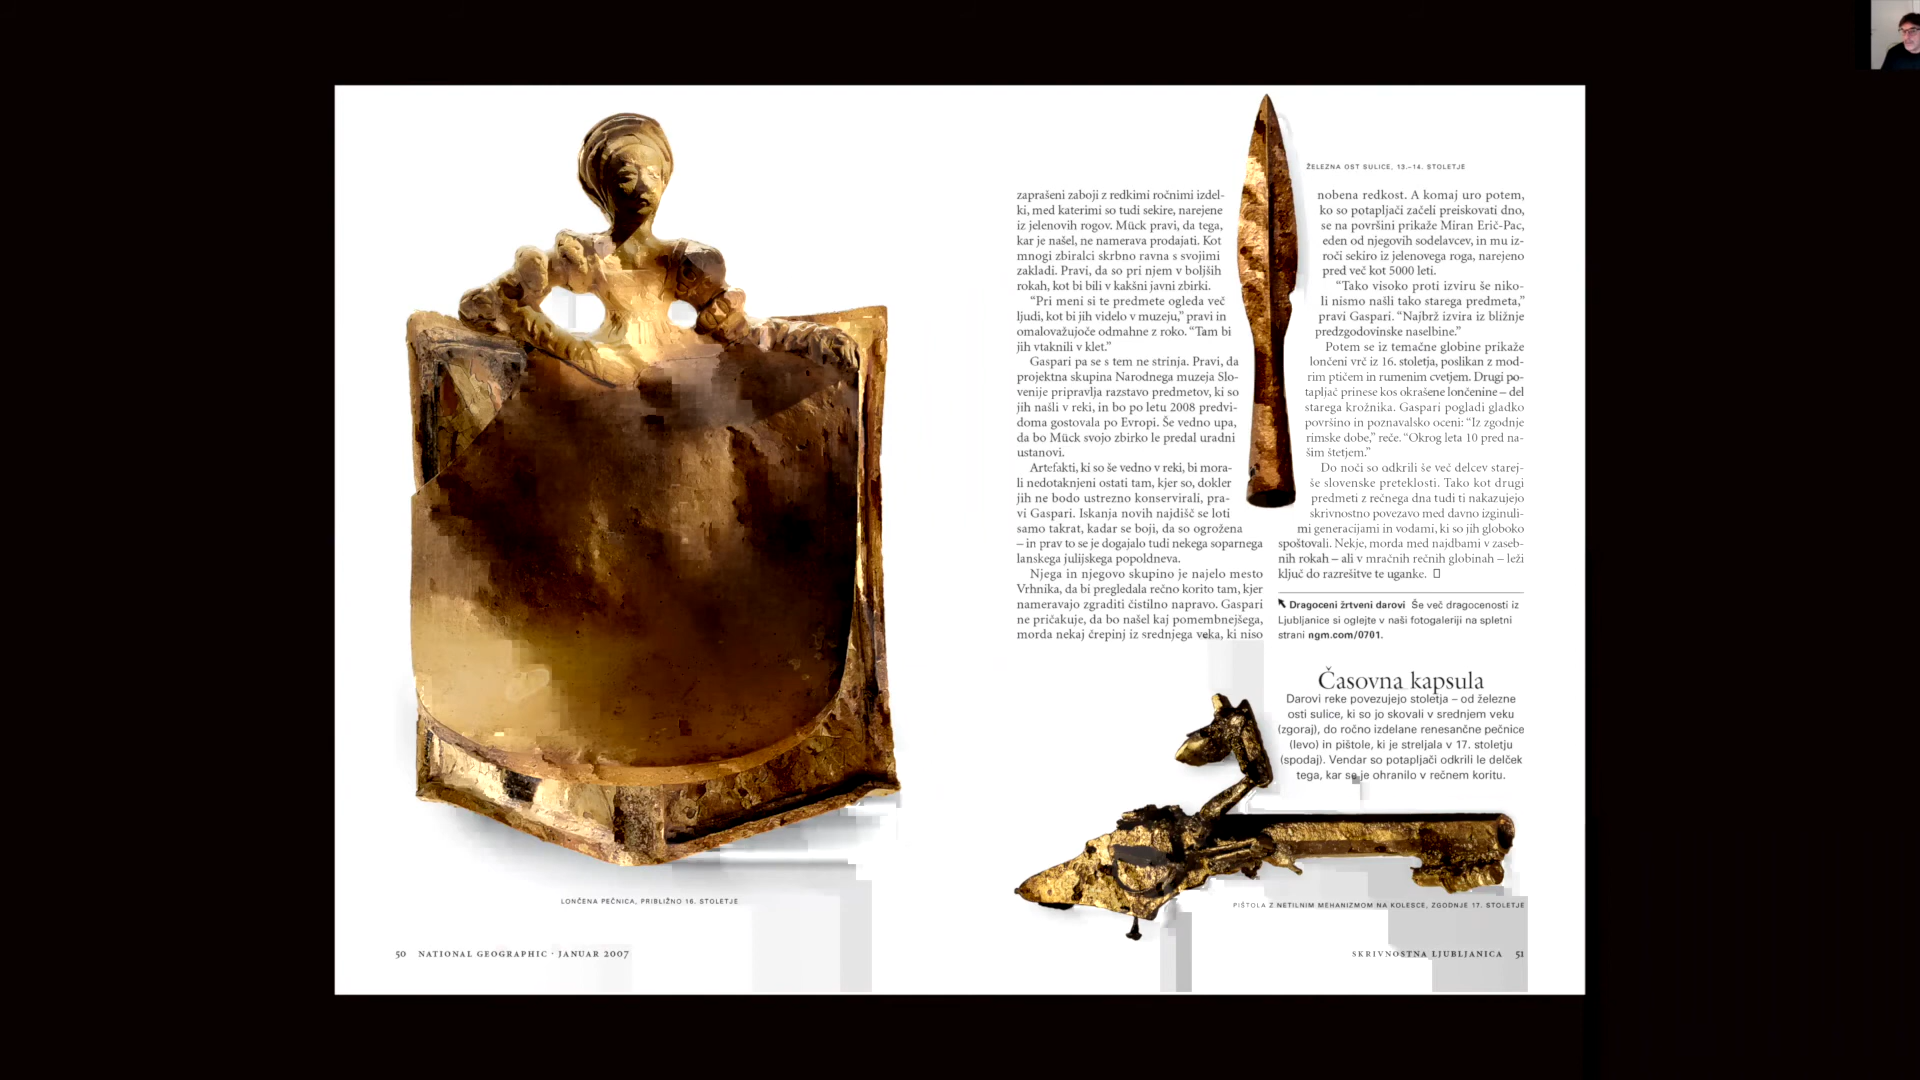 LONČENA PEČNICA, PRIBLIŽNO 16. STOLETJE
50 NATIONAL GEOGRAPHIC · JANUAR 2007
zaprašeni zaboji z redkimi ročnimi izdel-
ki, med katerimi so tudi sekire, narejene
iz jelenovih rogov. Mück pravi, da tega,
kar je našel, ne namerava prodajati. Kot
mnogi zbiralci skrbno ravna s svojimi
zakladi. Pravi, da so pri njem v boljših
rokah, kot bi bili v kakšni javni zbirki.
“Pri meni si te predmete ogleda več
ljudi, kot bi jih videlo v muzeju,” pravi in
omalovažujoče odmahne z roko. “Tam bi
jih vtaknili v klet.”
Gaspari pa se s tem ne strinja. Pravi, da
projektna skupina Narodnega muzeja Slo-
venije pripravlja razstavo predmetov, ki so
jih našli v reki, in bo po letu 2008 predvi-
doma gostovala po Evropi. Še vedno upa,
da bo Mück svojo zbirko le predal uradni
ustanovi.
Artefakti, ki so še vedno v reki, bi mora-
li nedotaknjeni ostati tam, kjer so, dokler
jih ne bodo ustrezno konservirali, pra-
vi Gaspari. Iskanja novih najdišč se loti
samo takrat, kadar se boji, da so ogrožena
– in prav to se je dogajalo tudi nekega soparnega
lanskega julijskega popoldneva.
Njega in njegovo skupino je najelo mesto
Vrhnika, da bi pregledala rečno korito tam, kjer
nameravajo zgraditi čistilno napravo. Gaspari
ne pričakuje, da bo našel kaj pomembnejšega,
morda nekaj črepinj iz srednjega veka, ki niso
ŽELEZNA OST SULICE, 13.–14. STOLETJE
nobena redkost. A komaj uro potem,
ko so potapljači začeli preiskovati dno,
se na površini prikaže Miran Erič-Pac,
eden od njegovih sodelavcev, in mu iz-
roči sekiro iz jelenovega roga, narejeno
pred več kot 5000 leti.
“Tako visoko proti izviru še niko-
li nismo našli tako starega predmeta,”
pravi Gaspari. “Najbrž izvira iz bližnje
predzgodovinske naselbine.”
Potem se iz temačne globine prikaže
lončeni vrč iz 16. stoletja, poslikan z mod-
rim ptičem in rumenim cvetjem. Drugi po-
tapljač prinese kos okrašene lončenine – del
starega krožnika. Gaspari pogladi gladko
površino in poznavalsko oceni: “Iz zgodnje
rimske dobe,” reče. “Okrog leta 10 pred na-
šim štetjem.”
Do noči so odkrili še več delcev starej-
še slovenske preteklosti. Tako kot drugi
predmeti z rečnega dna tudi ti nakazujejo
skrivnostno povezavo med davno izginuli-
mi generacijami in vodami, ki so jih globoko
spoštovali. Nekje, morda med najdbami v zaseb-
nih rokah – ali v mračnih rečnih globinah – leži
ključ do razrešitve te uganke.
Dragoceni žrtveni darovi Še več dragocenosti iz
Ljubljanice si oglejte v naši fotogaleriji na spletni
strani ngm.com/0701.
Časovna kapsula
Darovi reke povezujejo stoletja – od železne
osti sulice, ki so jo skovali v srednjem veku
(zgoraj), do ročno izdelane renesančne pečnice
(levo) in pištole, ki je streljala v 17. stoletju
(spodaj). Vendar so potapljači odkrili le delček
tega, kar se je ohranilo v rečnem koritu.
PIŠTOLA Z NETILNIM MEHANIZMOM NA KOLESCE, ZGODNJE 17. STOLETJE
SKRIVNOSTNA LJUBLJANICA 51